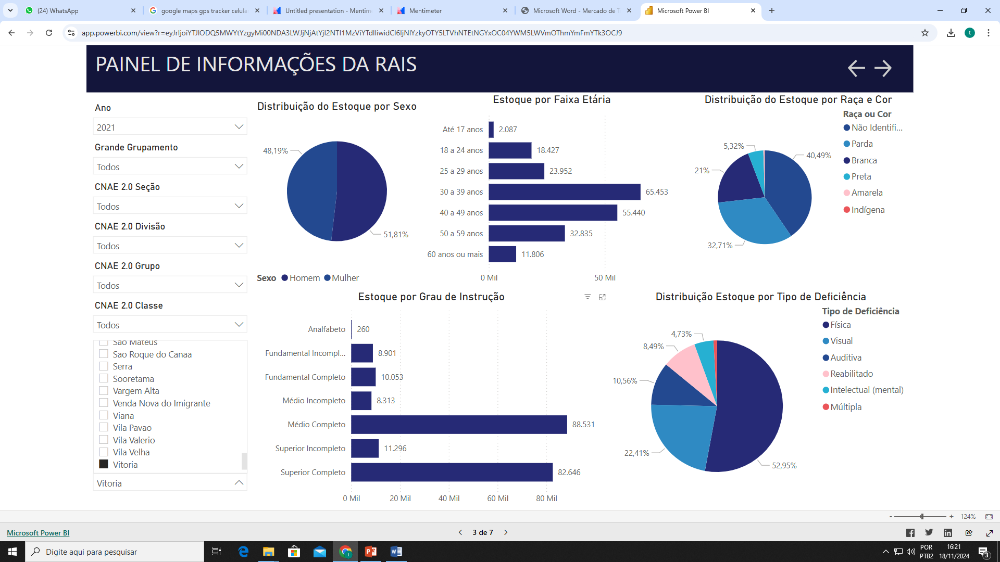 (24) WhatsApp
google maps gps tracker celula
Untitled presentation - Mentim
Mentimeter
Microsoft Word - Mercado de T
Microsoft Power BI
PAINEL DE INFORMAÇÕES DA RAIS
Ano
2021
Grande Grupamento
Todos
CNAE 2.0 Seção
Todos
CNAE 2.0 Divisão
Todos
CNAE 2.0 Grupo
Todos
CNAE 2.0 Classe
Todos
Sao Mateus
Sao Roque do Canaa
Serra
Sooretama
Vargem Alta
Venda Nova do Imigrante
Viana
Vila Pavao
Vila Valerio
Vila Velha
Vitoria
Vitoria
Distribuição do Estoque por Sexo
48,19%
51,81%
Sexo Homem Mulher
Estoque por Faixa Etária
Até 17 anos 2.087
18 a 24 anos 18.427
25 a 29 anos 23.952
30 a 39 anos 65.453
40 a 49 anos 55.440
50 a 59 anos 32.835
60 anos ou mais 11.806
0 Mil 50 Mil
Distribuição do Estoque por Raça e Cor
Raça ou Cor
Não Identifi...
Parda
Branca
Preta
Amarela
Indígena
5,32%
40,49%
21%
32,71%
Estoque por Grau de Instrução
Analfabeto 260
Fundamental Incompl... 8.901
Fundamental Completo 10.053
Médio Incompleto 8.313
Médio Completo 88.531
Superior Incompleto 11.296
Superior Completo 82.646
0 Mil 20 Mil 40 Mil 60 Mil 80 Mil
Distribuição Estoque por Tipo de Deficiência
Tipo de Deficiência
Física
Visual
Auditiva
Reabilitado
Intelectual (mental)
Múltipla
4,73%
8,49%
10,56%
22,41%
52,95%
- + 124%
Microsoft Power BI
3 de 7
Digite aqui para pesquisar
POR
PTB2
16:21
18/11/2024
3